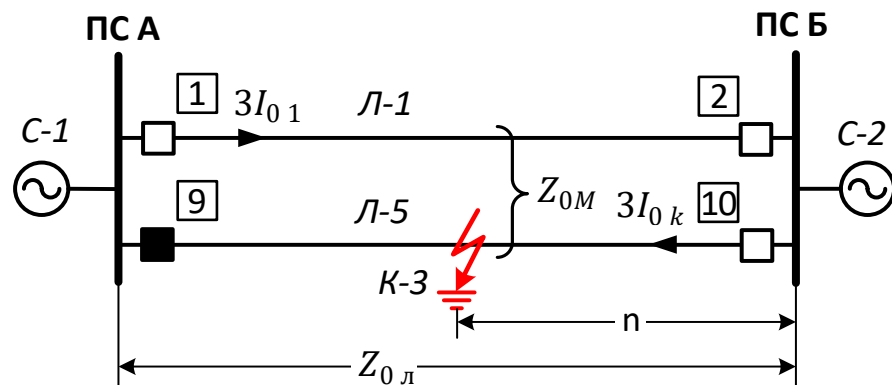 ПС А
ПС Б
С-1
1
3I₀ ₁
Л-1
2
С-2
9
Л-5
Z₀M
3I₀ k
10
К-3
n
Z₀ л